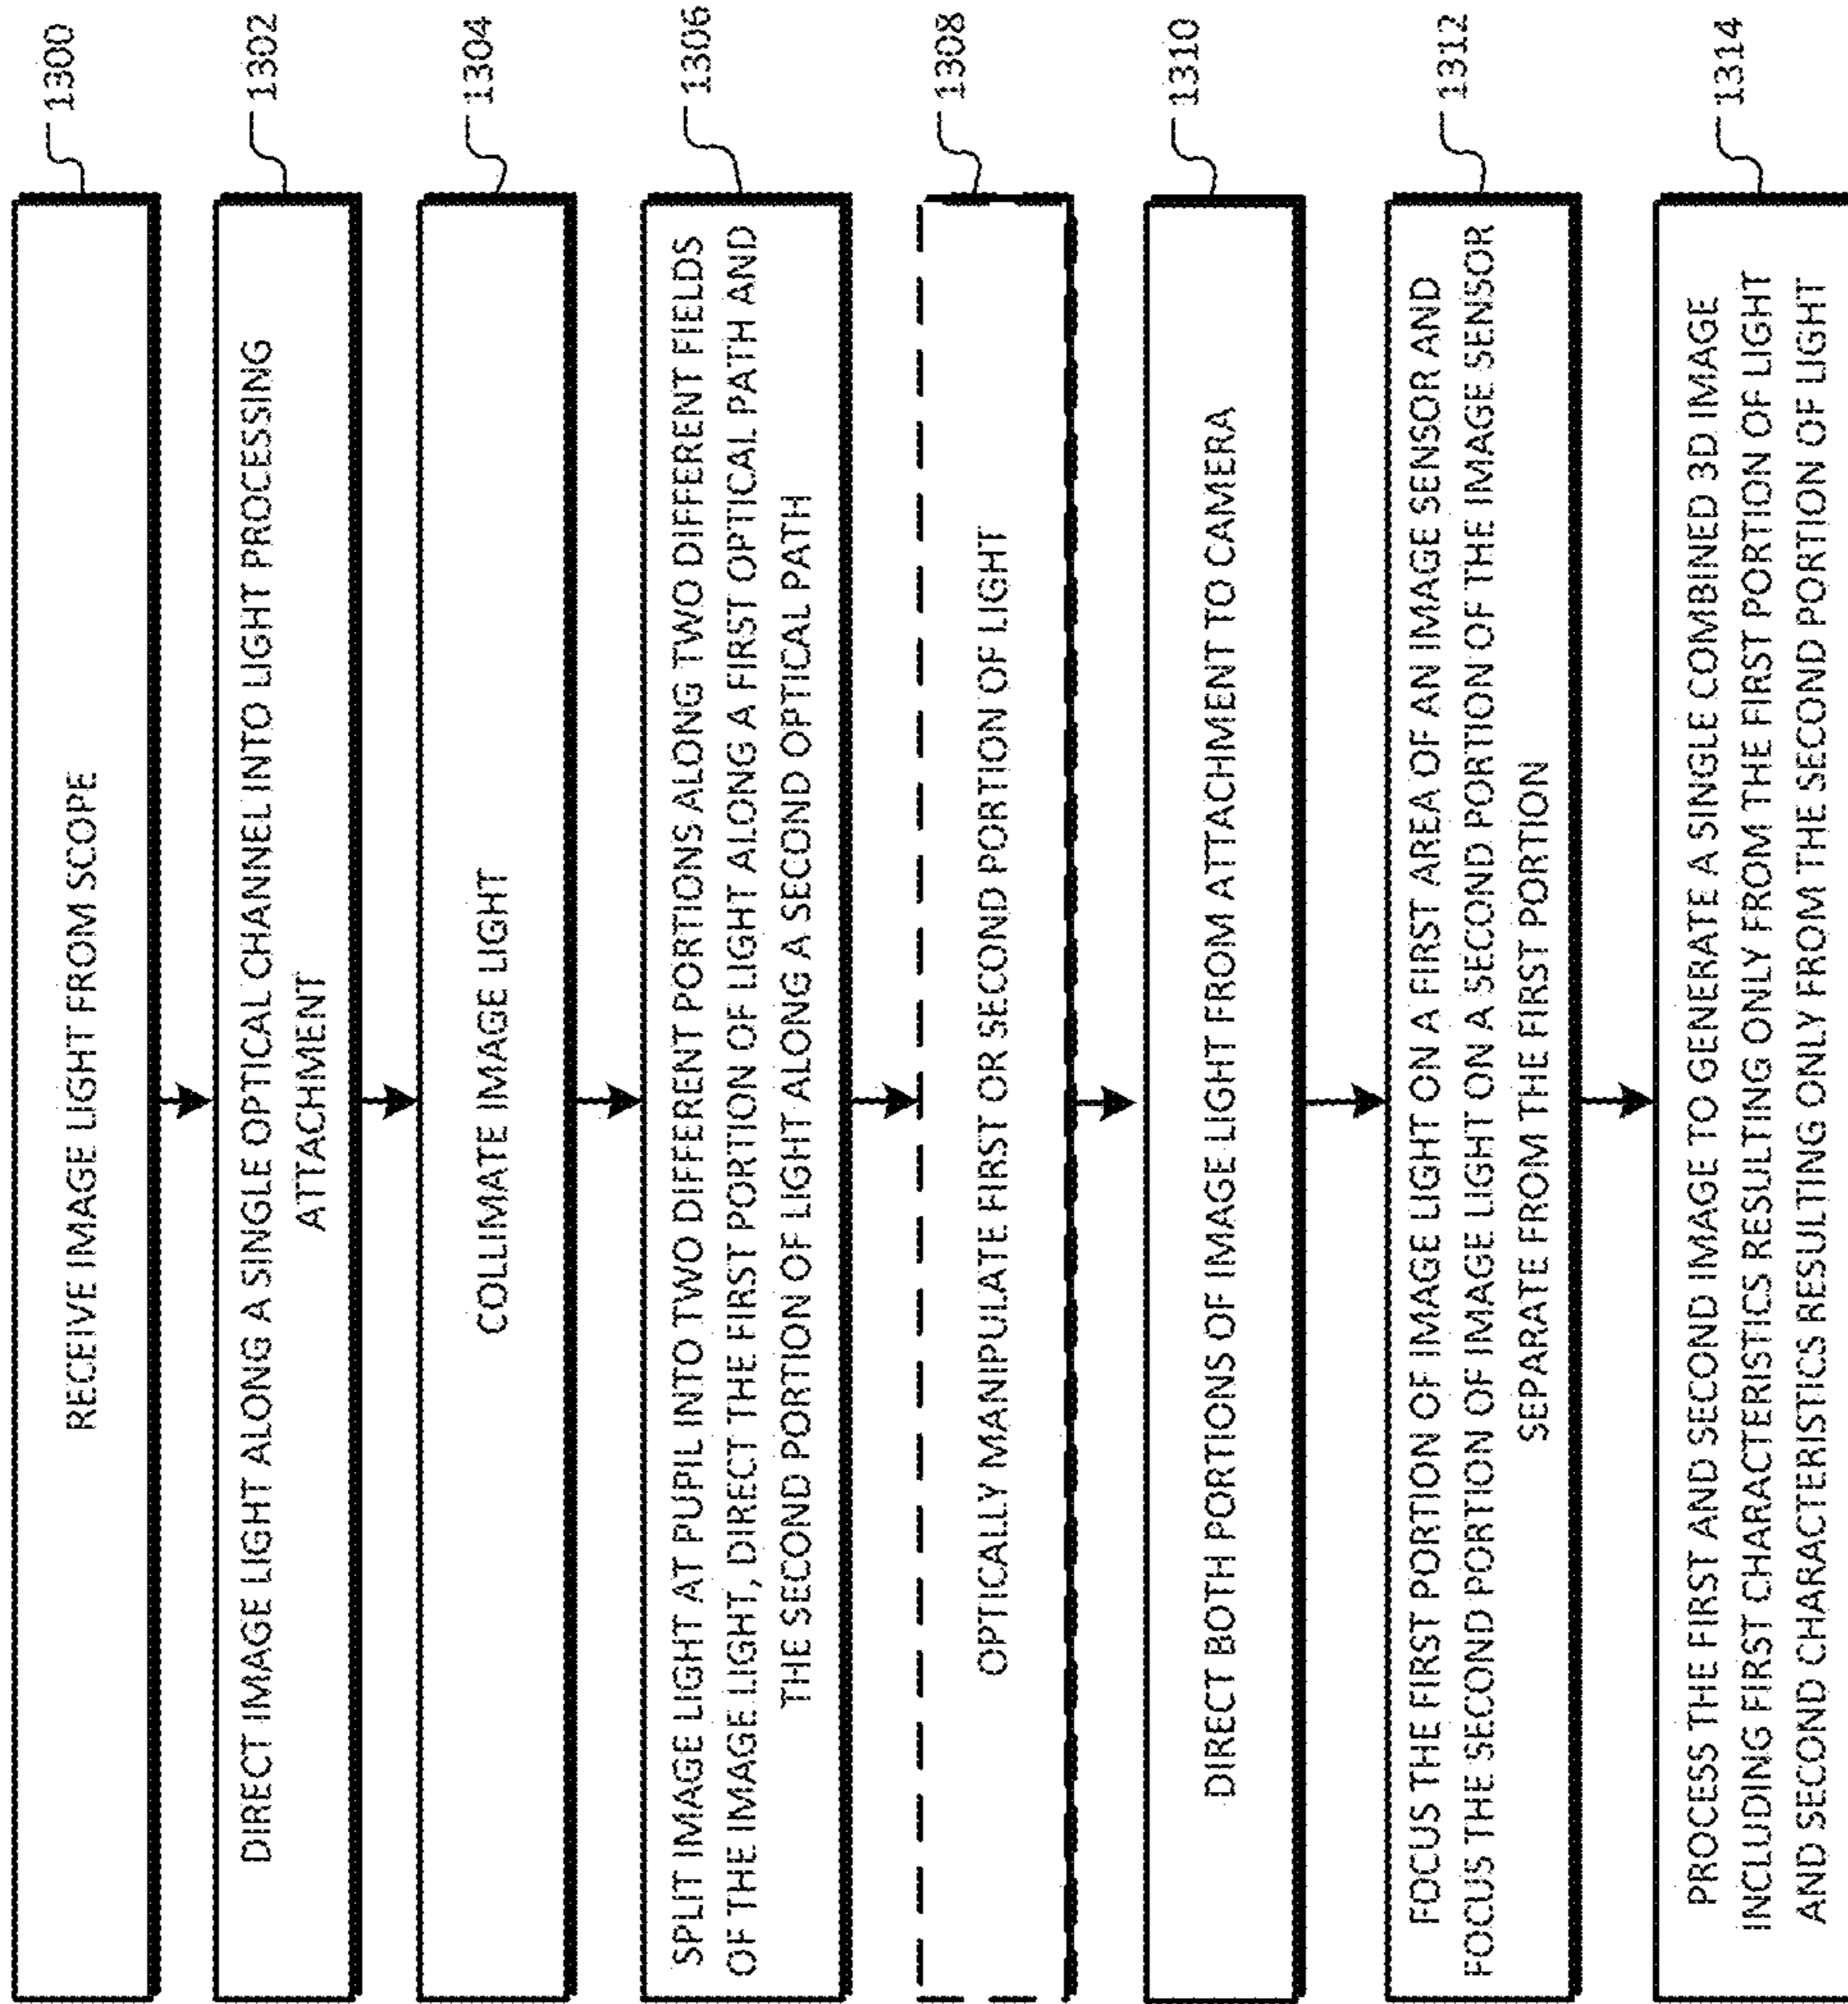 1300
RECEIVE IMAGE LIGHT FROM SCOPE
1302
DIRECT IMAGE LIGHT ALONG A SINGLE OPTICAL CHANNEL INTO LIGHT PROCESSING
ATTACHMENT
1304
COLLIMATE IMAGE LIGHT
1306
SPLIT IMAGE LIGHT AT PUPIL INTO TWO DIFFERENT PORTIONS ALONG TWO DIFFERENT FIELDS
OF THE IMAGE LIGHT, DIRECT THE FIRST PORTION OF LIGHT ALONG A FIRST OPTICAL PATH AND
THE SECOND PORTION OF LIGHT ALONG A SECOND OPTICAL PATH
1308
OPTICALLY MANIPULATE FIRST OR SECOND PORTION OF LIGHT
1310
DIRECT BOTH PORTIONS OF IMAGE LIGHT FROM ATTACHMENT TO CAMERA
1312
FOCUS THE FIRST PORTION OF IMAGE LIGHT ON A FIRST AREA OF AN IMAGE SENSOR AND
FOCUS THE SECOND PORTION OF IMAGE LIGHT ON A SECOND PORTION OF THE IMAGE SENSOR
SEPARATE FROM THE FIRST PORTION
1314
PROCESS THE FIRST AND SECOND IMAGE TO GENERATE A SINGLE COMBINED 3D IMAGE
INCLUDING FIRST CHARACTERISTICS RESULTING ONLY FROM THE FIRST PORTION OF LIGHT
AND SECOND CHARACTERISTICS RESULTING ONLY FROM THE SECOND PORTION OF LIGHT